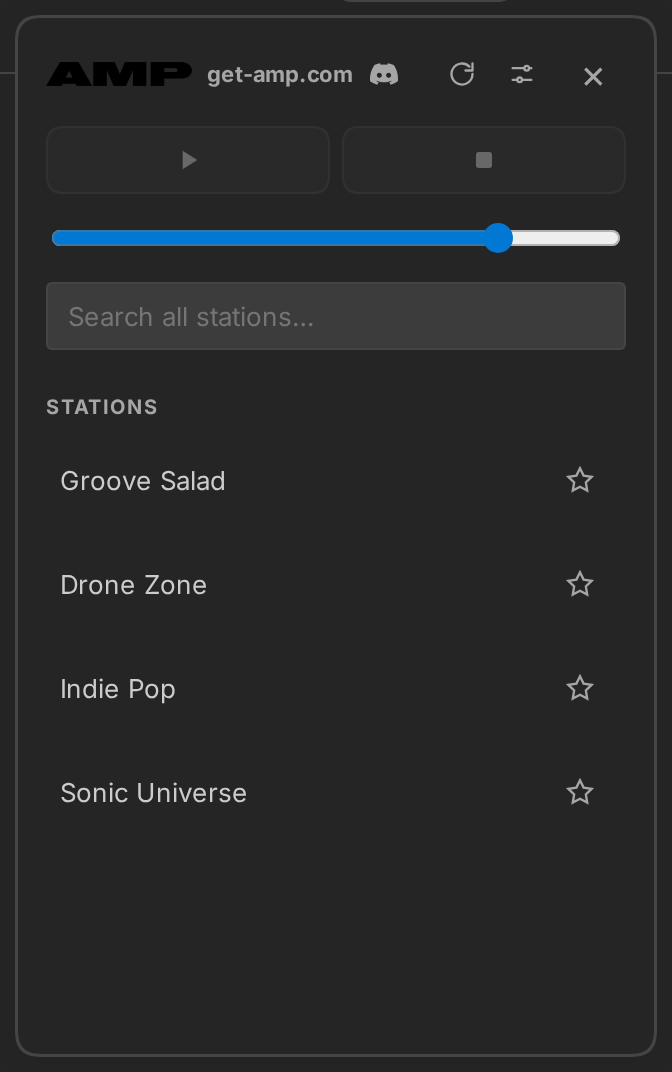 AMP get-amp.com
Search all stations...
STATIONS
Groove Salad
Drone Zone
Indie Pop
Sonic Universe